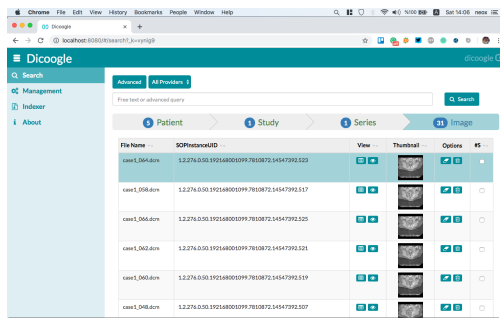 Chrome File Edit View History Bookmarks People Window Help %100 Sat 14:06 neox
Dicoogle
localhost:8080/#/search?_k=vynig9
Dicoogle dicoogle
Search
Management
Indexer
About
Advanced All Providers
Free text or advanced query. Search
5 Patient 1 Study 1 Series 31 Image
File Name SOPInstanceUID View Thumbnail Options #S
case1_064.dcm 1.2.276.0.50.192168001099.7810872.14547392.523
case1_058.dcm 1.2.276.0.50.192168001099.7810872.14547392.517
case1_066.dcm 1.2.276.0.50.192168001099.7810872.14547392.525
case1_062.dcm 1.2.276.0.50.192168001099.7810872.14547392.521
case1_060.dcm 1.2.276.0.50.192168001099.7810872.14547392.519
case1_048.dcm 1.2.276.0.50.192168001099.7810872.14547392.507